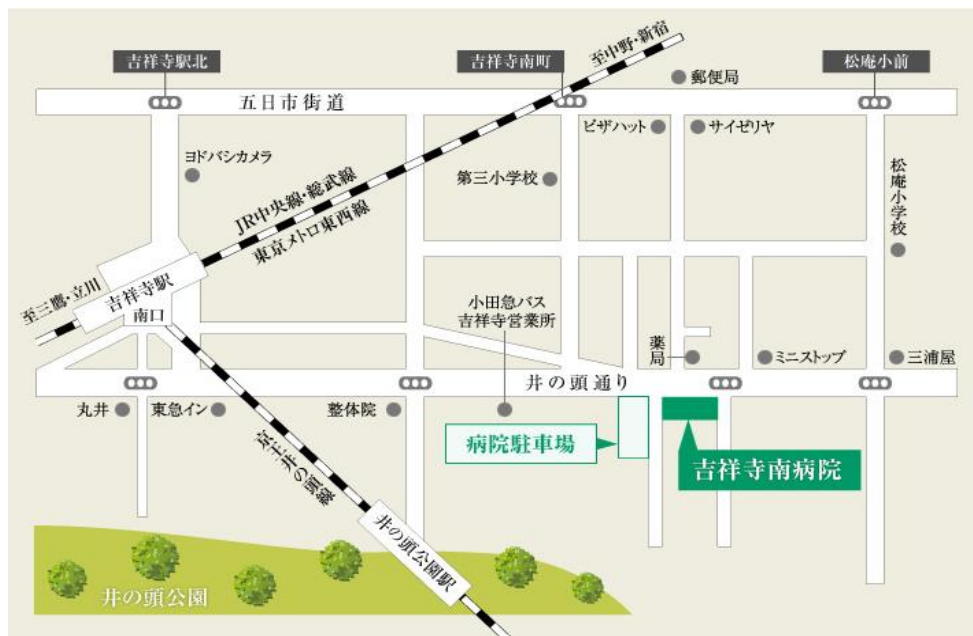 吉祥寺駅北
吉祥寺南町
至中野・新宿
松庵小前
郵便局
五日市街道
ピザハット
サイゼリヤ
ヨドバシカメラ
JR中央線・総武線
東京メトロ東西線
第三小学校
松庵小学校
至三鷹・立川
吉祥寺駅
南口
小田急バス
吉祥寺営業所
薬局
ミニストップ
三浦屋
井の頭通り
丸井
東急イン
整体院
病院駐車場
吉祥寺南病院
京王井の頭線
井の頭公園駅
井の頭公園